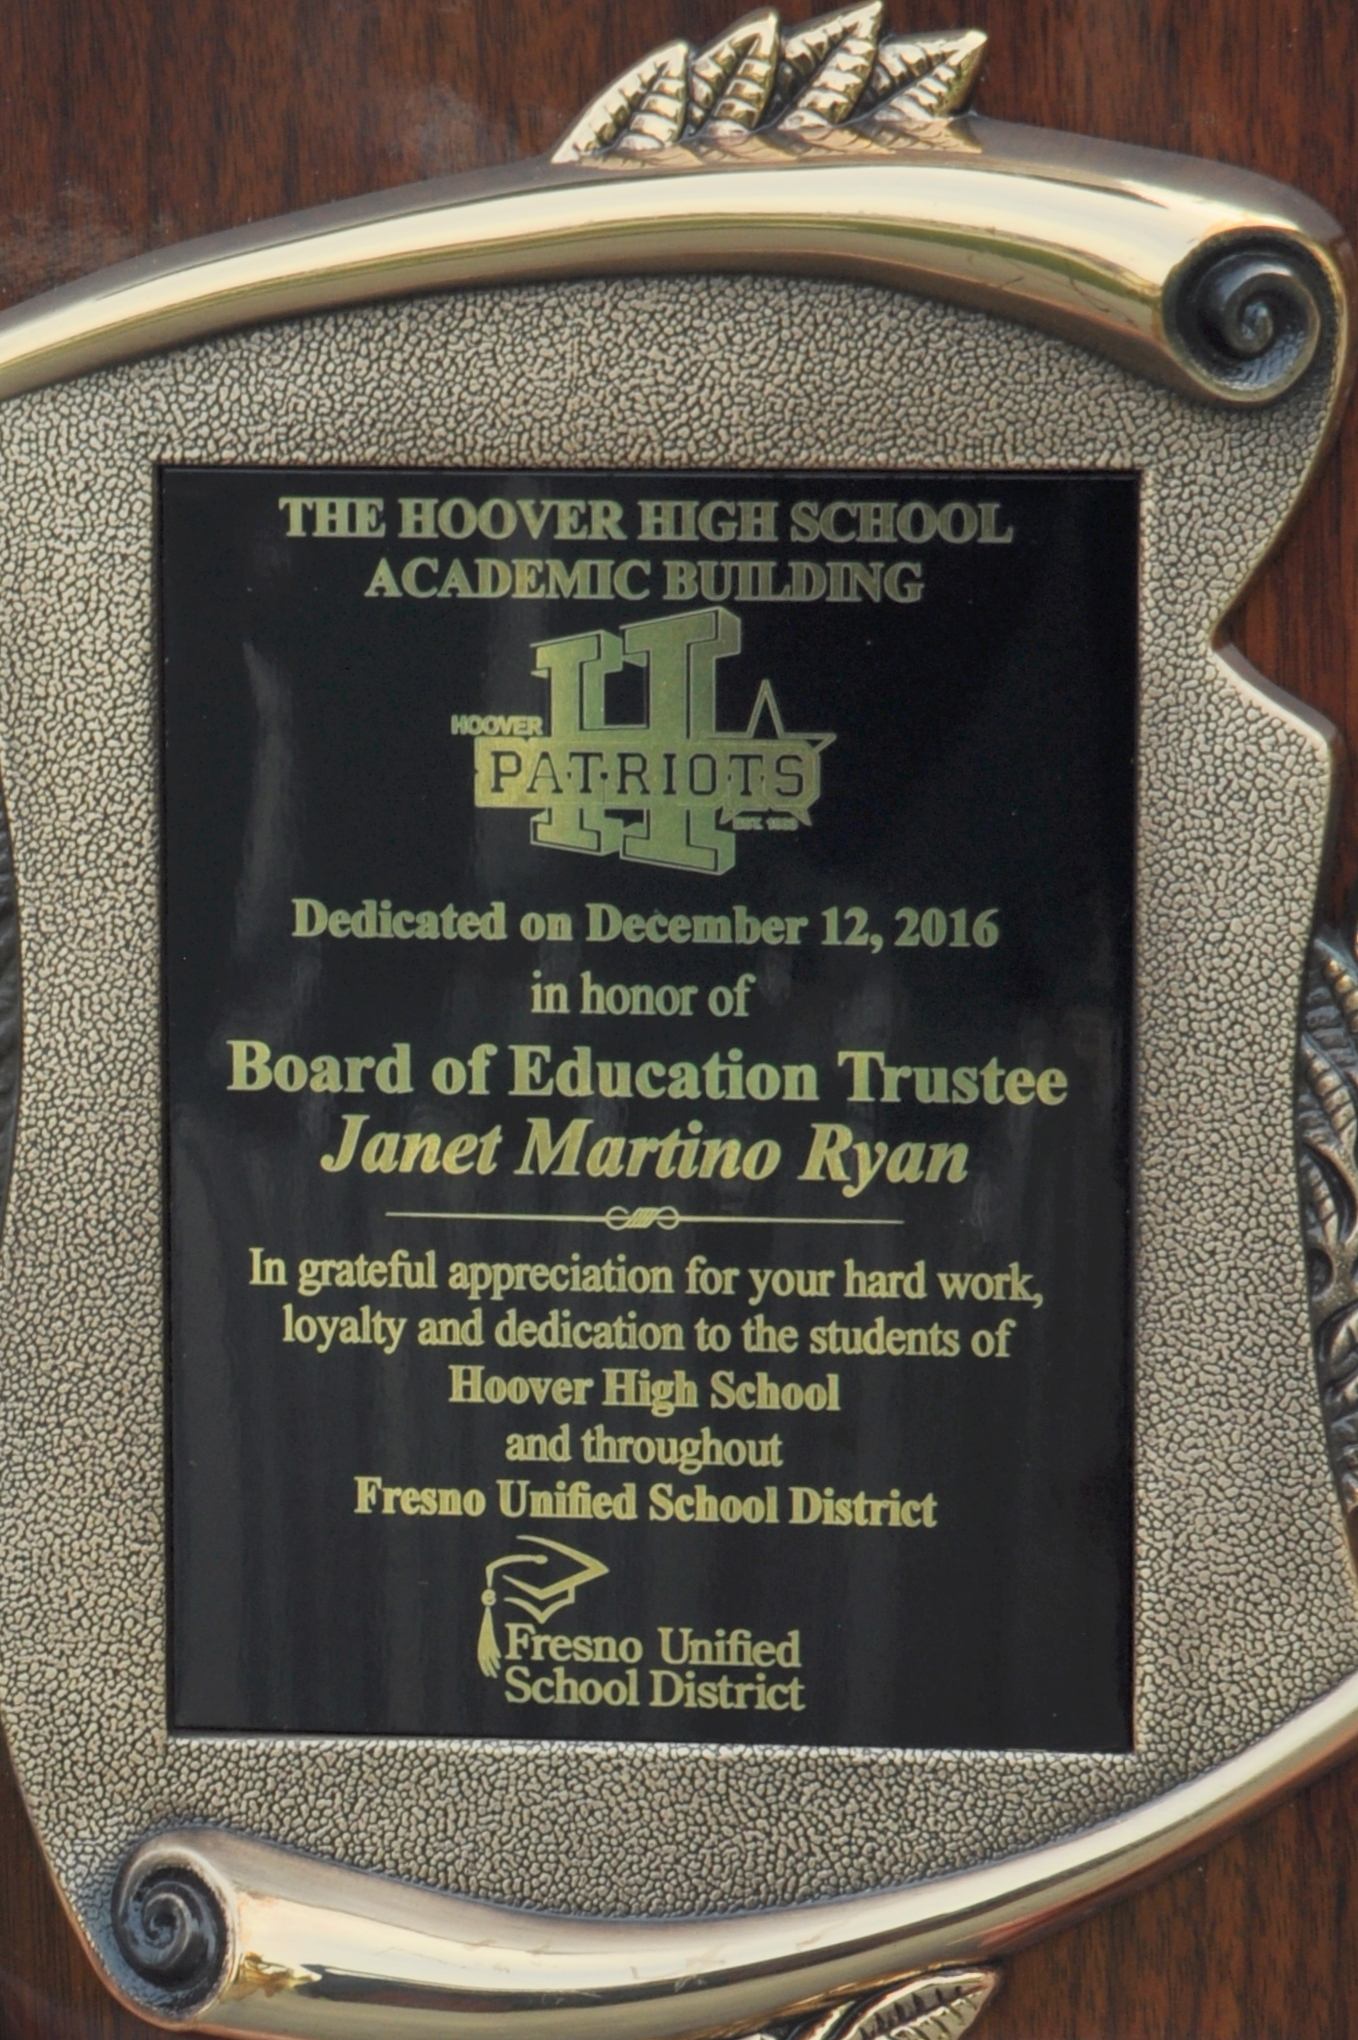 THE HOOVER HIGH SCHOOL
ACADEMIC BUILDING
H
HOOVER
PATRIOTS
EST.
Dedicated on December 12, 2016
in honor of
Board of Education Trustee
Janet Martino Ryan
In grateful appreciation for your hard work,
loyalty and dedication to the students of
Hoover High School
and throughout
Fresno Unified School District
Fresno Unified
School District